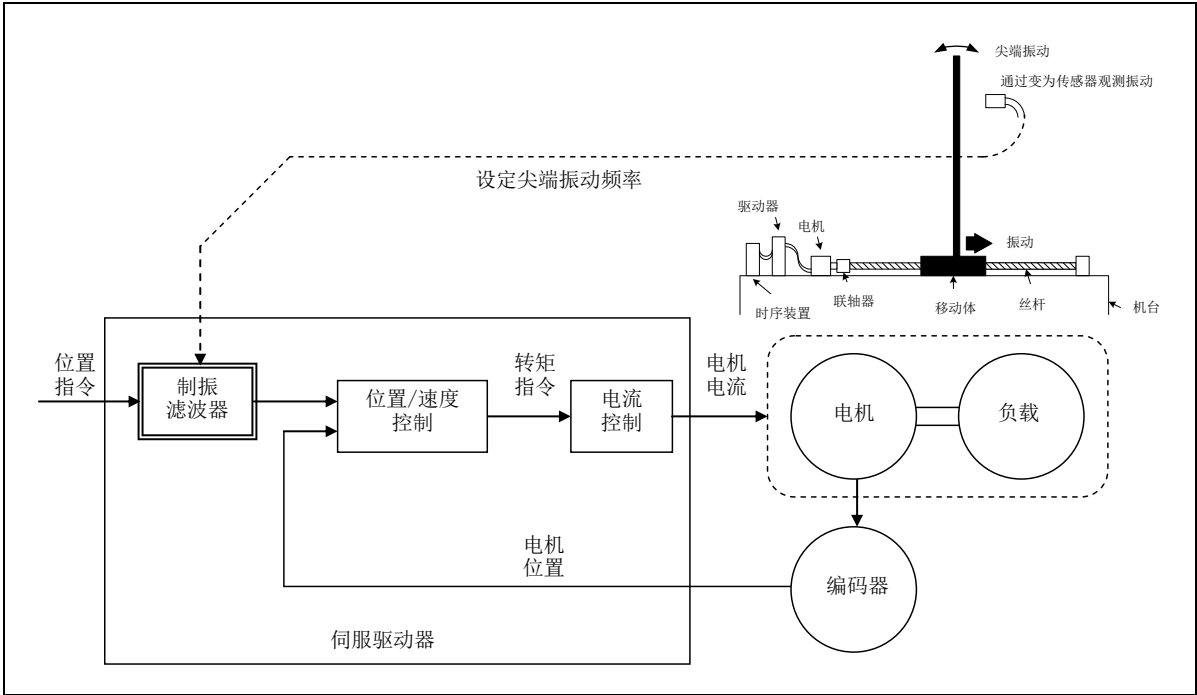 尖端振动
通过变为传感器观测振动
设定尖端振动频率
驱动器
电机
振动
联轴器
时序装置
移动体
丝杆
机台
位置
指令
制振
滤波器
位置/速度
控制
转矩
指令
电流
控制
电机
电流
电机
负载
电机
位置
编码器
伺服驱动器